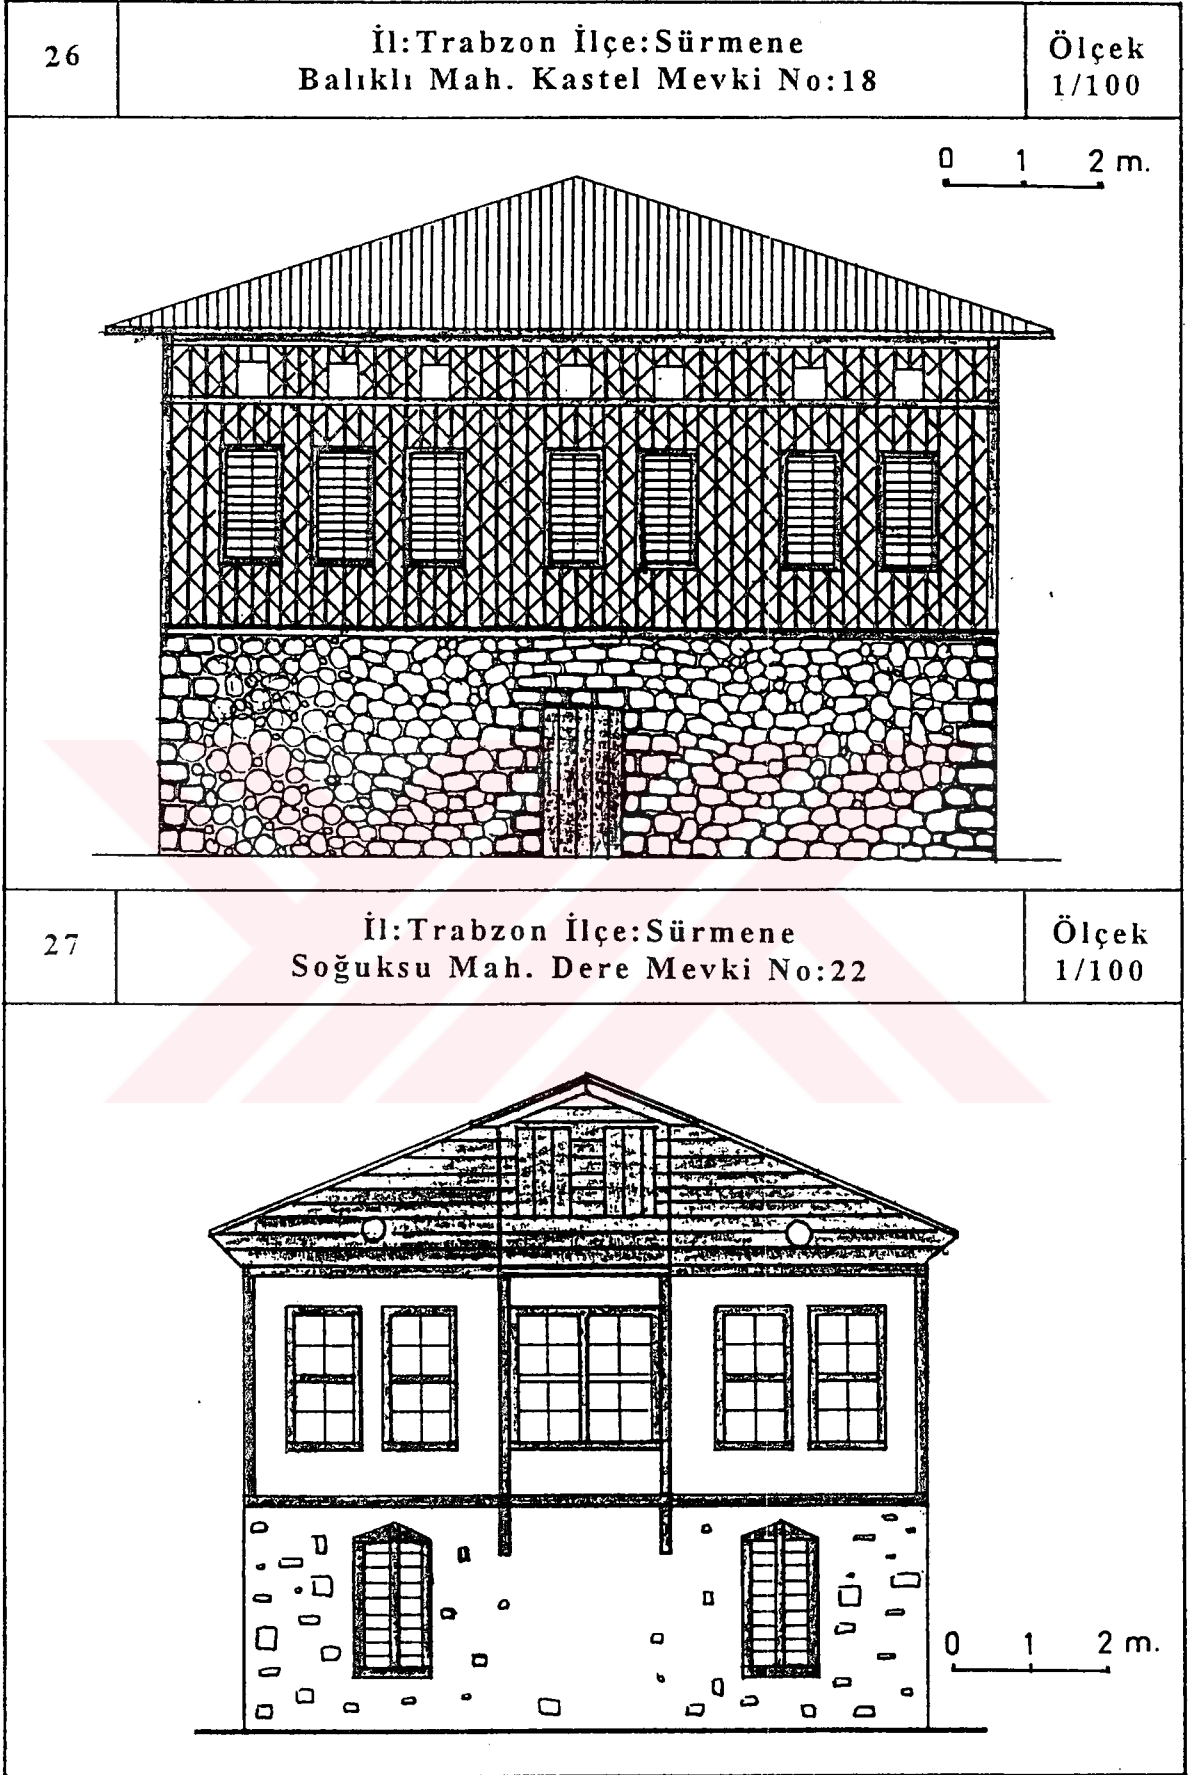 26
İl:Trabzon İlçe:Sürmene
Balıklı Mah. Kastel Mevki No:18
Ölçek
1/100
0 1 2 m.
27
İl:Trabzon İlçe:Sürmene
Soğuksu Mah. Dere Mevki No:22
Ölçek
1/100
0 1 2 m.